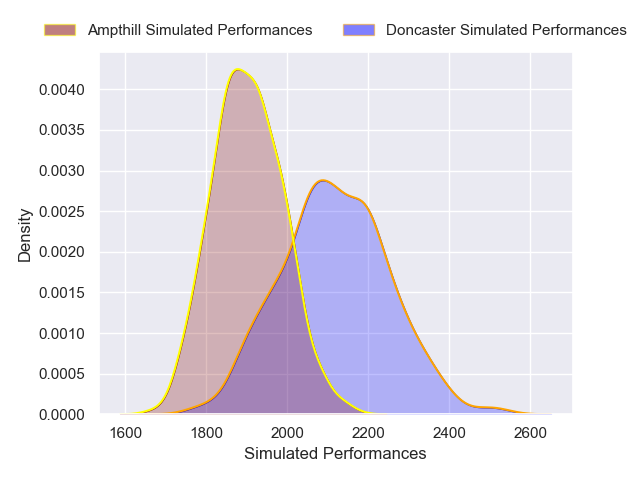 Ampthill Simulated Performances
Doncaster Simulated Performances
0.0040
0.0035
0.0030
0.0025
0.0020
0.0015
0.0010
0.0005
0.0000
Density
1600 1800 2000 2200 2400 2600
Simulated Performances